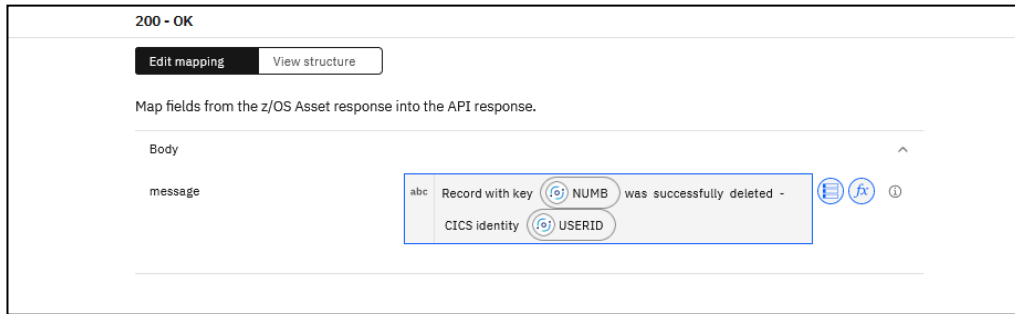 200 - OK
Edit mapping View structure
Map fields from the z/OS Asset response into the API response.
Body
message abc Record with key NUMB was successfully deleted - fx
CICS identity USERID